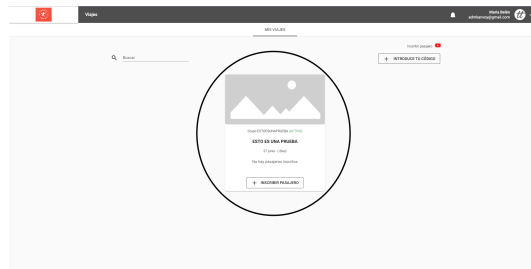 Viajes
María Belén
MIS VIAJES
Inscribir pasajero
Buscar
+ INTRODUCE TU CÓDIGO
ESTO ES UNA PRUEBA
No hay pasajeros inscritos
+ INSCRIBIR PASAJERO